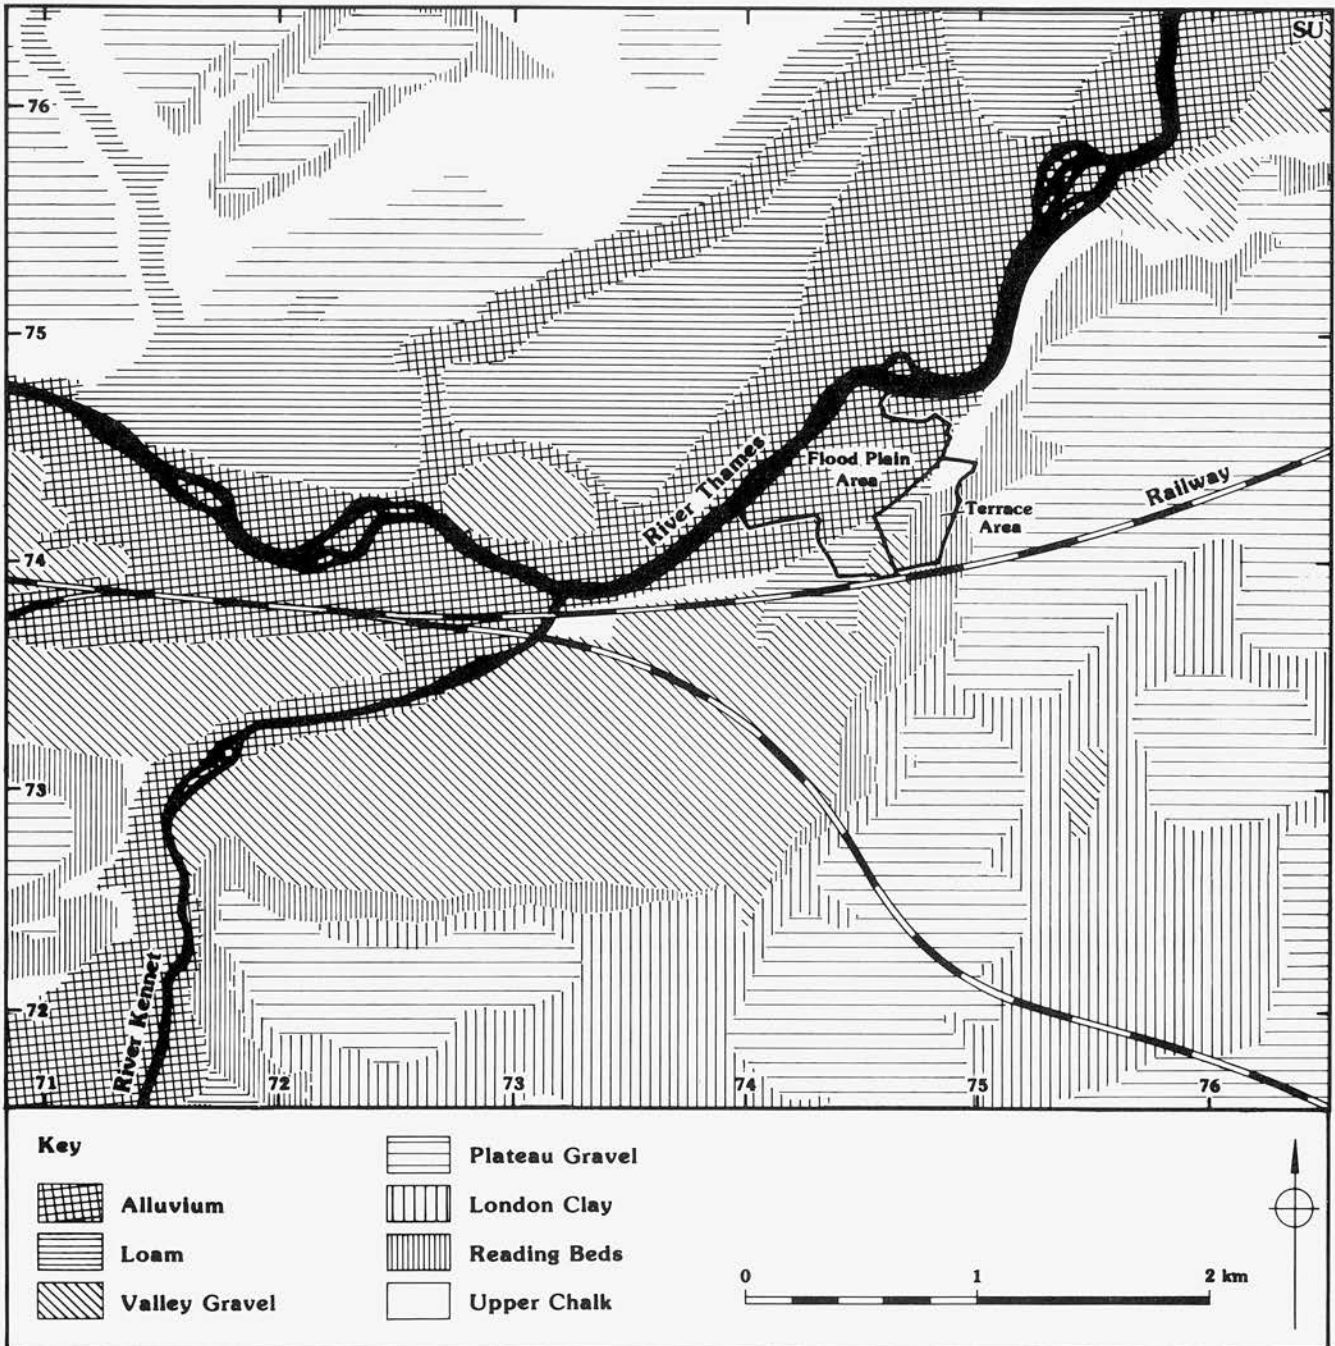 SU
76
75
74
73
72
71
72
73
74
75
76
River Thames
Flood Plain
Area
Terrace
Area
Railway
River Kennet
Key
Alluvium
Loam
Valley Gravel
Plateau Gravel
London Clay
Reading Beds
Upper Chalk
0 1 2 km